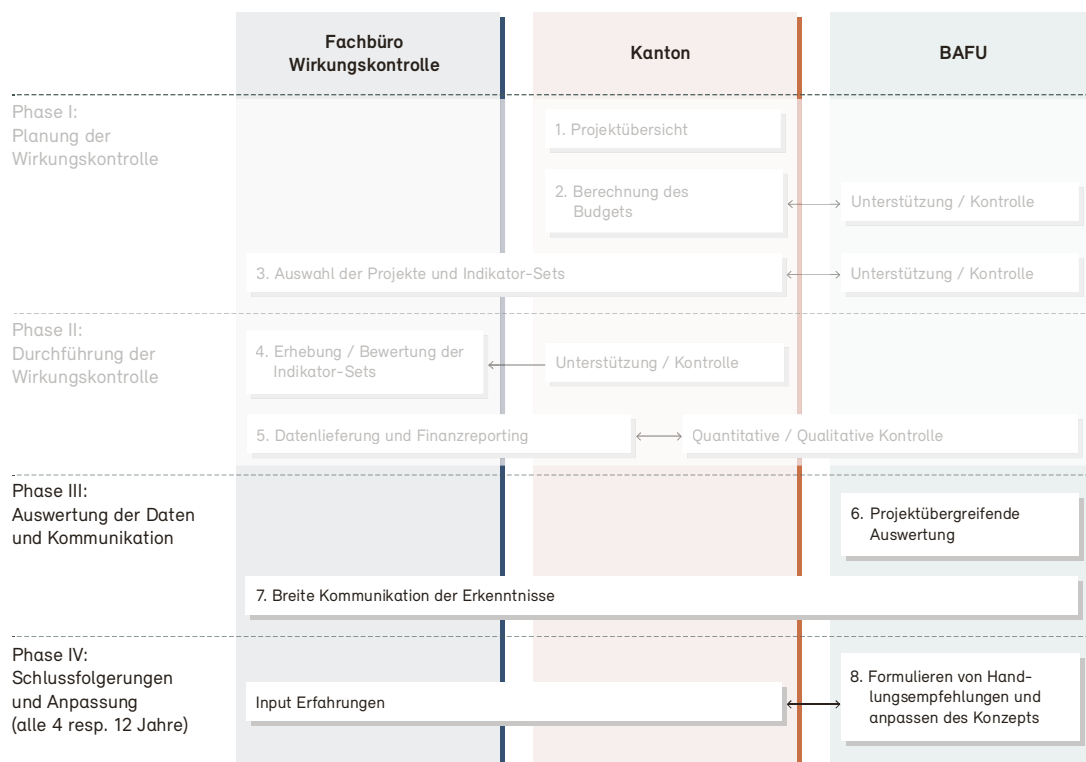 Fachbüro
Wirkungskontrolle
Kanton
BAFU
Phase I:
Planung der
Wirkungskontrolle
1. Projektübersicht
2. Berechnung des
Budgets
Unterstützung / Kontrolle
3. Auswahl der Projekte und Indikator-Sets
Unterstützung / Kontrolle
Phase II:
Durchführung der
Wirkungskontrolle
4. Erhebung / Bewertung der
Indikator-Sets
Unterstützung / Kontrolle
5. Datenlieferung und Finanzreporting
Quantitative / Qualitative Kontrolle
Phase III:
Auswertung der Daten
und Kommunikation
6. Projektübergreifende
Auswertung
7. Breite Kommunikation der Erkenntnisse
Phase IV:
Schlussfolgerungen
und Anpassung
(alle 4 resp. 12 Jahre)
Input Erfahrungen
8. Formulieren von Hand-
lungsempfehlungen und
anpassen des Konzepts